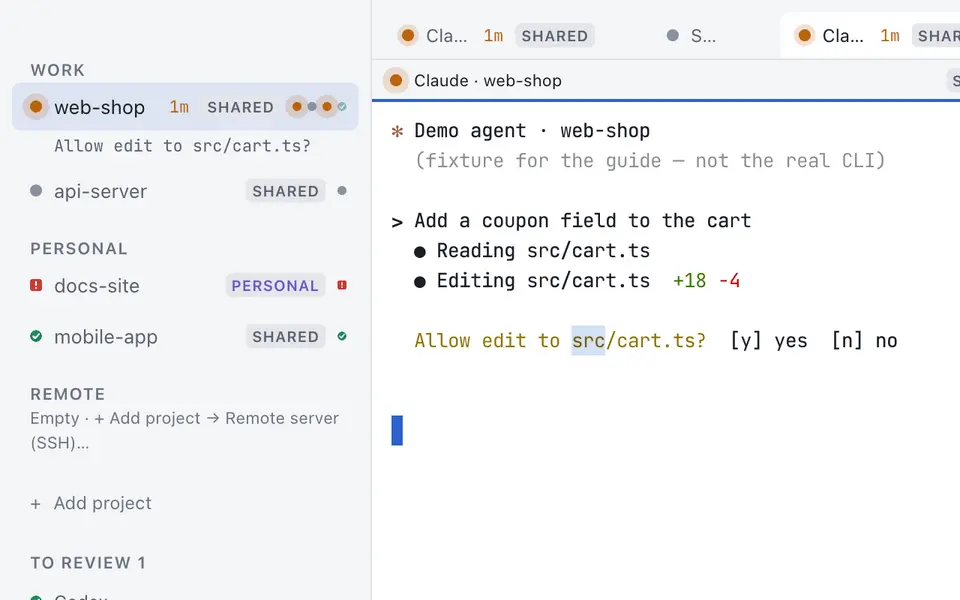 WORK
web-shop 1m SHARED
Allow edit to src/cart.ts?
api-server SHARED
PERSONAL
docs-site PERSONAL
mobile-app SHARED
REMOTE
Empty · + Add project → Remote server
(SSH)…
+ Add project
TO REVIEW 1
Cla… 1m SHARED S… Cla… 1m
Claude · web-shop
* Demo agent · web-shop
(fixture for the guide — not the real CLI)
> Add a coupon field to the cart
● Reading src/cart.ts
● Editing src/cart.ts +18 -4
Allow edit to src/cart.ts? [y] yes [n] no